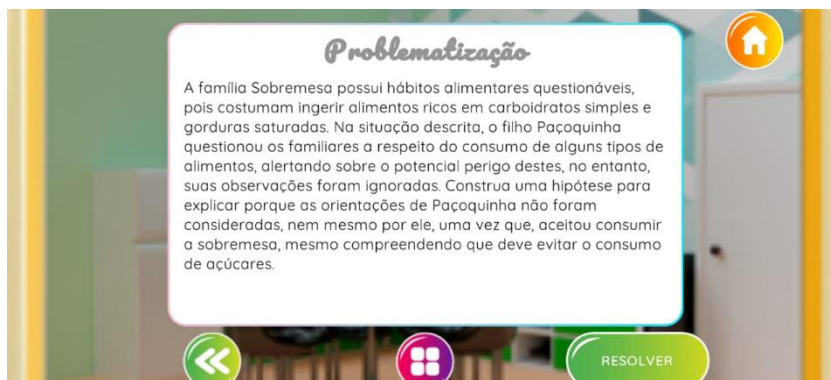 Problematização
A família Sobremesa possui hábitos alimentares questionáveis,
pois costumam ingerir alimentos ricos em carboidratos simples e
gorduras saturadas. Na situação descrita, o filho Paçoquinha
questionou os familiares a respeito do consumo de alguns tipos de
alimentos, alertando sobre o potencial perigo destes, no entanto,
suas observações foram ignoradas. Construa uma hipótese para
explicar porque as orientações de Paçoquinha não foram
consideradas, nem mesmo por ele, uma vez que, aceitou consumir
a sobremesa, mesmo compreendendo que deve evitar o consumo
de açúcares.
RESOLVER